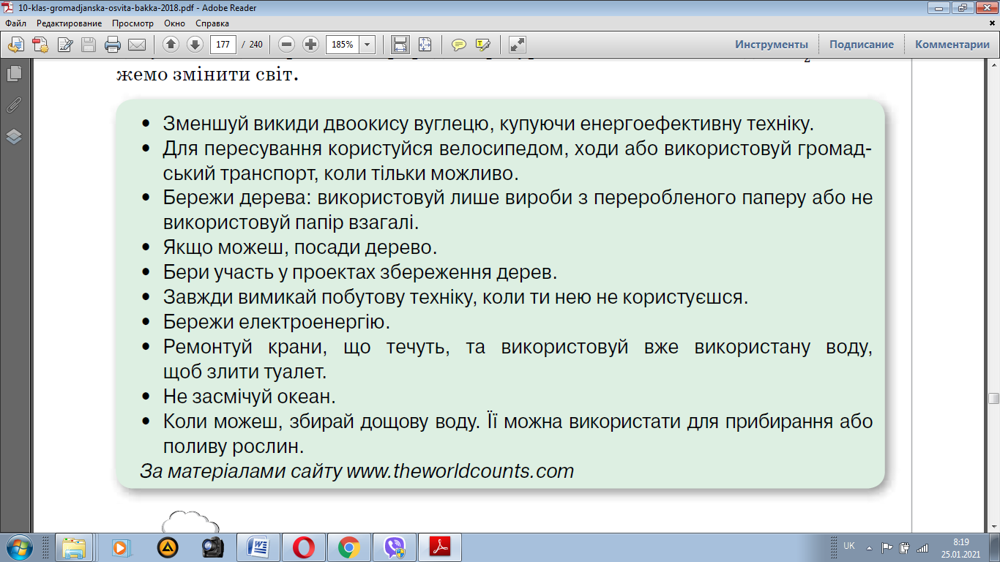 10-klas-gromadjanska-osvita-bakka-2018.pdf - Adobe Reader
Файл Редактирование Просмотр Окно Справка
177 / 240 185% Инструменты Подписание Комментарии
жемо змінити світ.
• Зменшуй викиди двоокису вуглецю, купуючи енергоефективну техніку.
• Для пересування користуйся велосипедом, ходи або використовуй громад-
ський транспорт, коли тільки можливо.
• Бережи дерева: використовуй лише вироби з переробленого паперу або не
використовуй папір взагалі.
• Якщо можеш, посади дерево.
• Бери участь у проектах збереження дерев.
• Завжди вимикай побутову техніку, коли ти нею не користуєшся.
• Бережи електроенергію.
• Ремонтуй крани, що течуть, та використовуй вже використану воду,
щоб злити туалет.
• Не засмічуй океан.
• Коли можеш, збирай дощову воду. Її можна використати для прибирання або
поливу рослин.
За матеріалами сайту www.theworldcounts.com
UK 8:19
25.01.2021